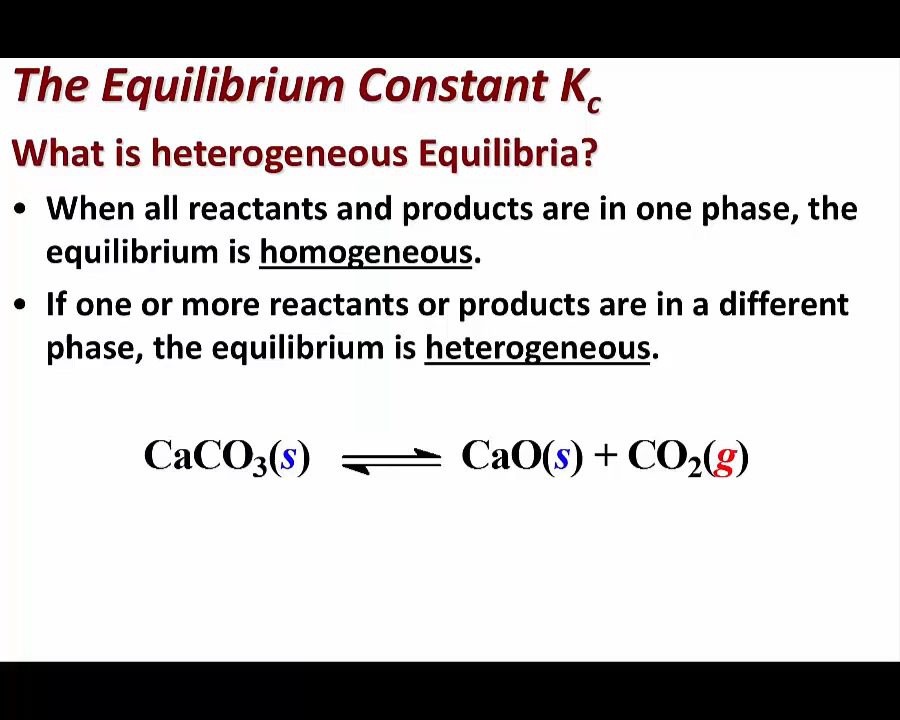 The Equilibrium Constant Kc
What is heterogeneous Equilibria?
• When all reactants and products are in one phase, the
equilibrium is homogeneous.
• If one or more reactants or products are in a different
phase, the equilibrium is heterogeneous.
CaCO₃(s) ⇌ CaO(s) + CO₂(g)